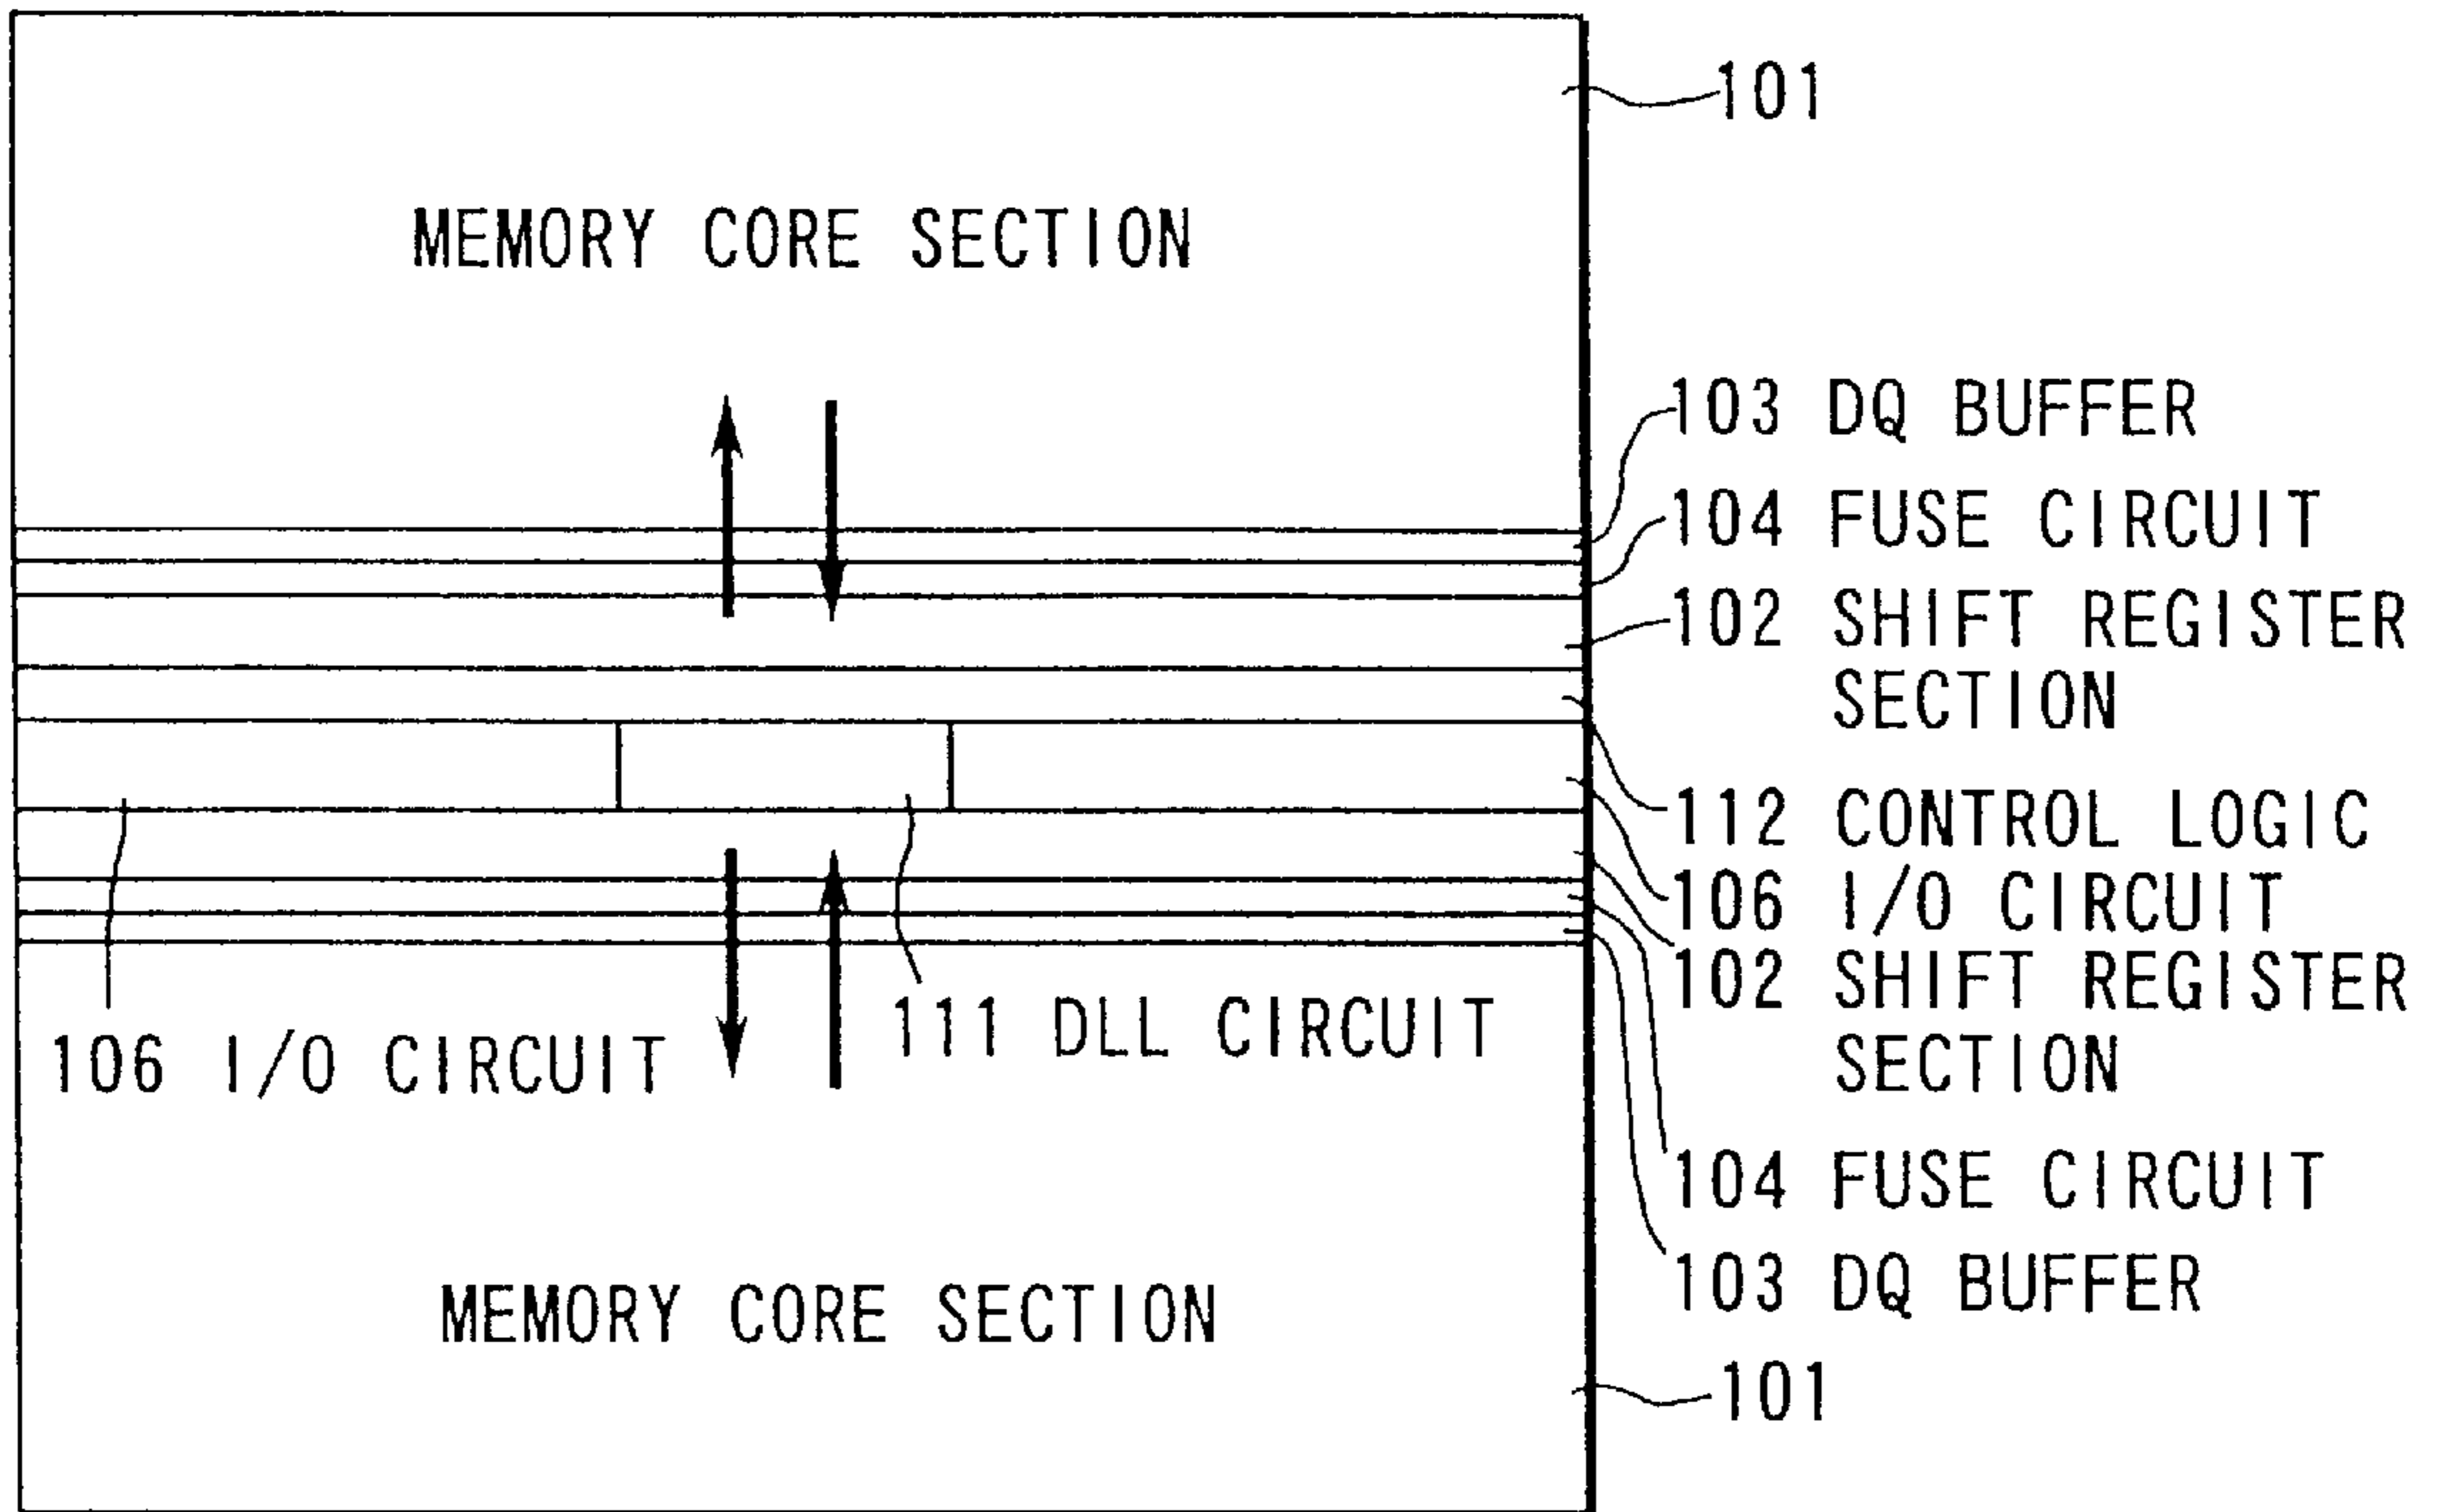 101
MEMORY CORE SECTION
103 DQ BUFFER
104 FUSE CIRCUIT
102 SHIFT REGISTER
SECTION
112 CONTROL LOGIC
106 I/O CIRCUIT
102 SHIFT REGISTER
SECTION
106 I/O CIRCUIT
111 DLL CIRCUIT
104 FUSE CIRCUIT
103 DQ BUFFER
MEMORY CORE SECTION
101